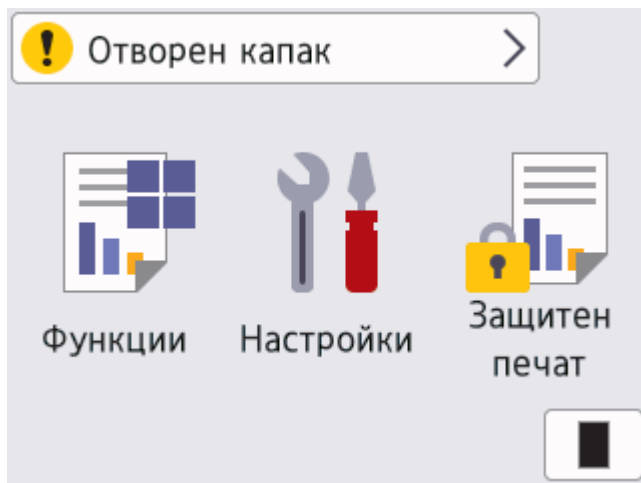 Отворен капак
Функции
Настройки
Защитен
печат